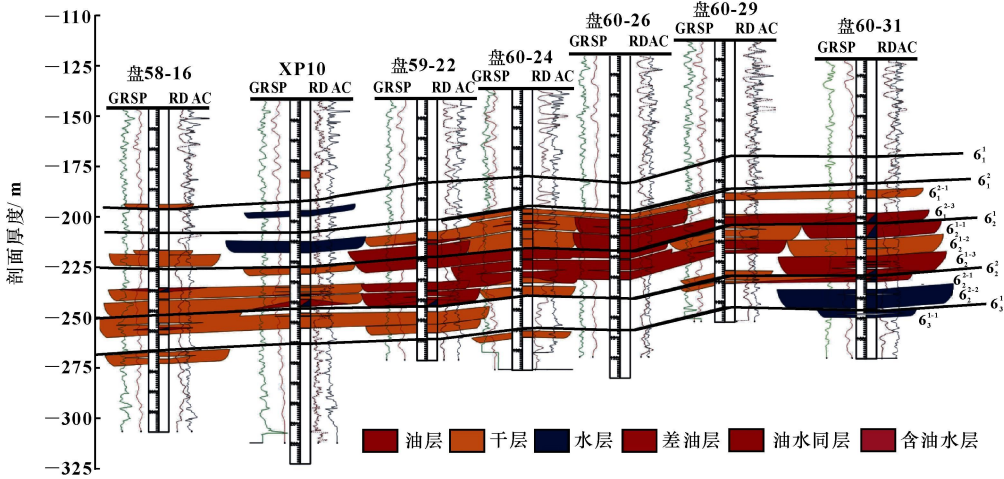 剖面厚度/m
-110
-125
-150
-175
-200
-225
-250
-275
-300
-325
盘58-16
GRSP RD AC
XP10
GRSP RD AC
盘59-22
GRSP RD AC
盘60-24
GRSP RDAC
盘60-26
GRSP RDAC
盘60-29
GRSP RD AC
盘60-31
GRSP RDAC
6₁¹
6₁²
6₁²⁻¹
6₁²⁻³
6₂¹
6₂¹⁻¹
6₂¹⁻²
6₂¹⁻³
6₂²
6₂²⁻¹
6₂²⁻²
6₃¹
6₃¹⁻¹
油层 干层 水层 差油层 油水同层 含油水层